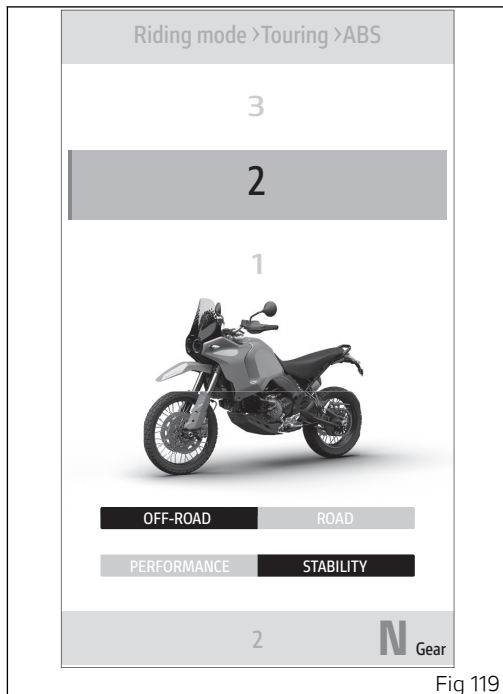 Riding mode ›Touring ›ABS
3
2
1
OFF-ROAD ROAD
PERFORMANCE STABILITY
2 N Gear
Fig 119